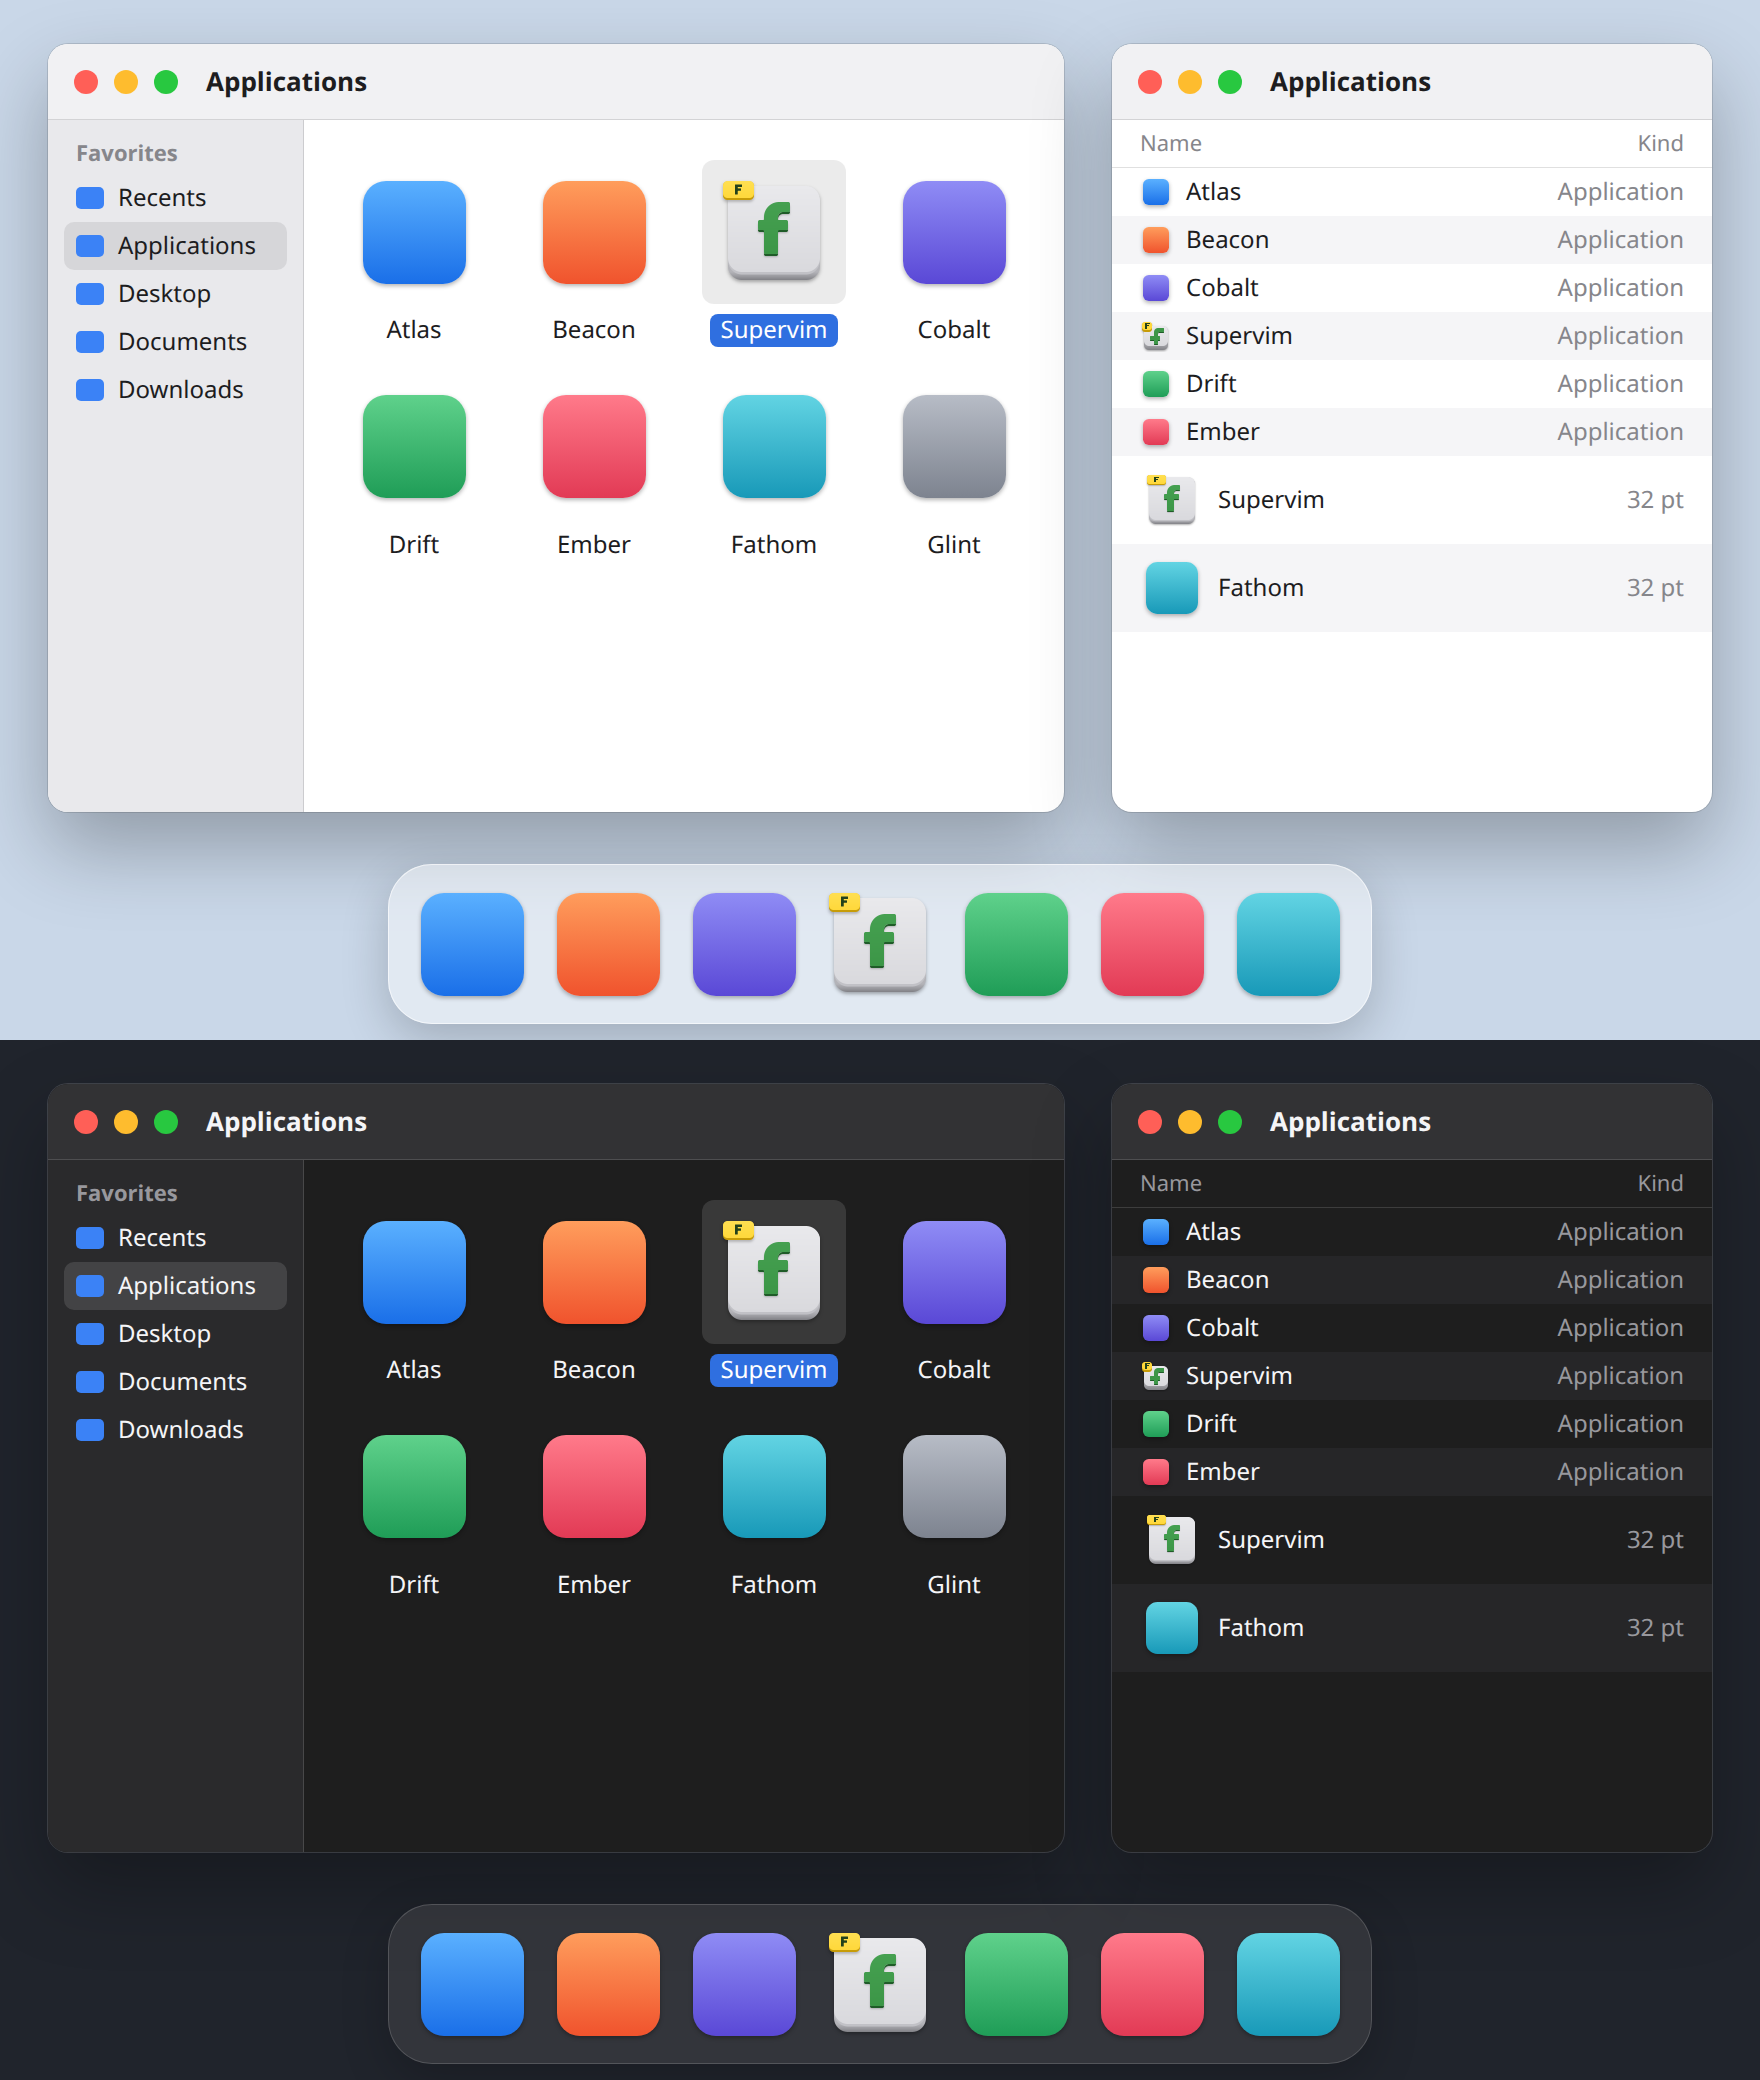 Applications
Favorites
Recents
Applications
Desktop
Documents
Downloads
F
f
Atlas
Beacon
Supervim
Cobalt
Drift
Ember
Fathom
Glint
Applications
Name Kind
Atlas Application
Beacon Application
Cobalt Application
F f Supervim Application
Drift Application
Ember Application
F f Supervim 32 pt
Fathom 32 pt
F
f
Applications
Favorites
Recents
Applications
Desktop
Documents
Downloads
F
f
Atlas
Beacon
Supervim
Cobalt
Drift
Ember
Fathom
Glint
Applications
Name Kind
Atlas Application
Beacon Application
Cobalt Application
F f Supervim Application
Drift Application
Ember Application
F f Supervim 32 pt
Fathom 32 pt
F
f